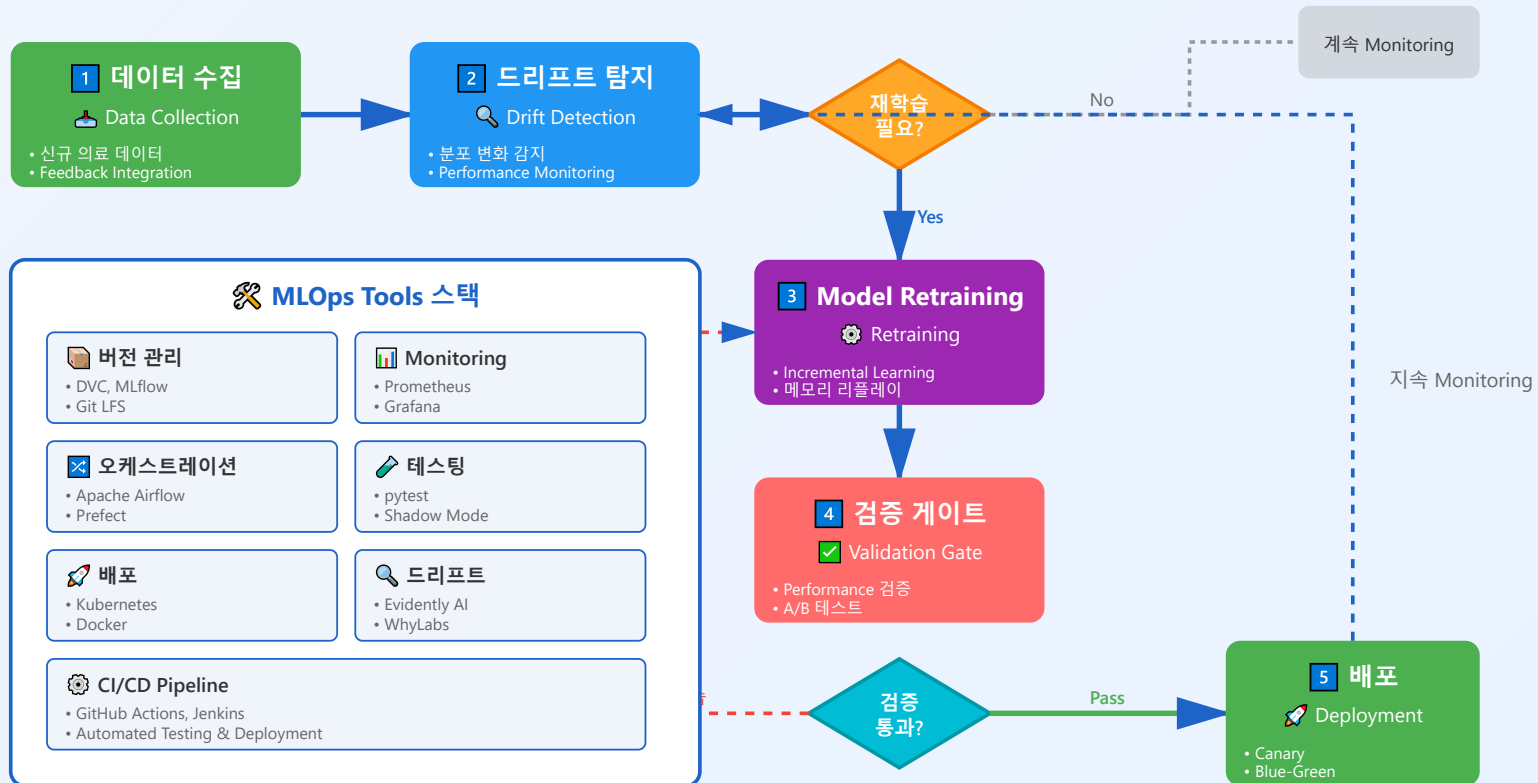 1 데이터 수집
Data Collection
• 신규 의료 데이터
• Feedback Integration
2 드리프트 탐지
Drift Detection
• 분포 변화 감지
• Performance Monitoring
재학습
필요?
No
계속 Monitoring
Yes
지속 Monitoring
3 Model Retraining
Retraining
• Incremental Learning
• 메모리 리플레이
4 검증 게이트
Validation Gate
• Performance 검증
• A/B 테스트
검증
통과?
Pass
5 배포
Deployment
• Canary
• Blue-Green
MLOps Tools 스택
버전 관리
• DVC, MLflow
• Git LFS
Monitoring
• Prometheus
• Grafana
오케스트레이션
• Apache Airflow
• Prefect
테스팅
• pytest
• Shadow Mode
배포
• Kubernetes
• Docker
드리프트
• Evidently AI
• WhyLabs
CI/CD Pipeline
• GitHub Actions, Jenkins
• Automated Testing & Deployment